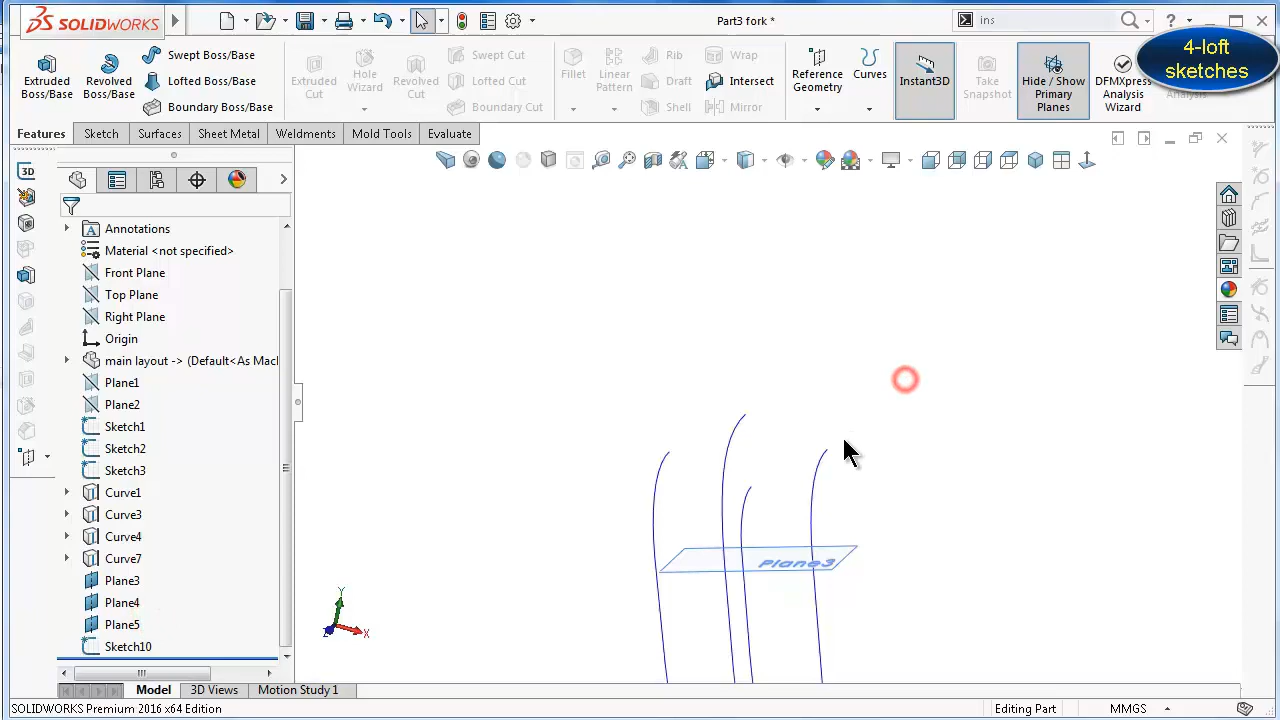 SOLIDWORKS
Part3 fork *
ins
4-loft
sketches
Extruded
Boss/Base
Revolved
Boss/Base
Swept Boss/Base
Lofted Boss/Base
Boundary Boss/Base
Extruded
Cut
Hole
Wizard
Revolved
Cut
Swept Cut
Lofted Cut
Boundary Cut
Fillet
Linear
Pattern
Rib
Draft
Shell
Wrap
Intersect
Mirror
Reference
Geometry
Curves
Instant3D
Take
Snapshot
Hide / Show
Primary
Planes
DFMXpress
Analysis
Wizard
Features
Sketch
Surfaces
Sheet Metal
Weldments
Mold Tools
Evaluate
3D
Annotations
Material <not specified>
Front Plane
Top Plane
Right Plane
Origin
main layout -> (Default<As Mach
Plane1
Plane2
Sketch1
Sketch2
Sketch3
Curve1
Curve3
Curve4
Curve7
Plane3
Plane4
Plane5
Sketch10
Plane3
Y
X
Model
3D Views
Motion Study 1
SOLIDWORKS Premium 2016 x64 Edition
Editing Part
MMGS